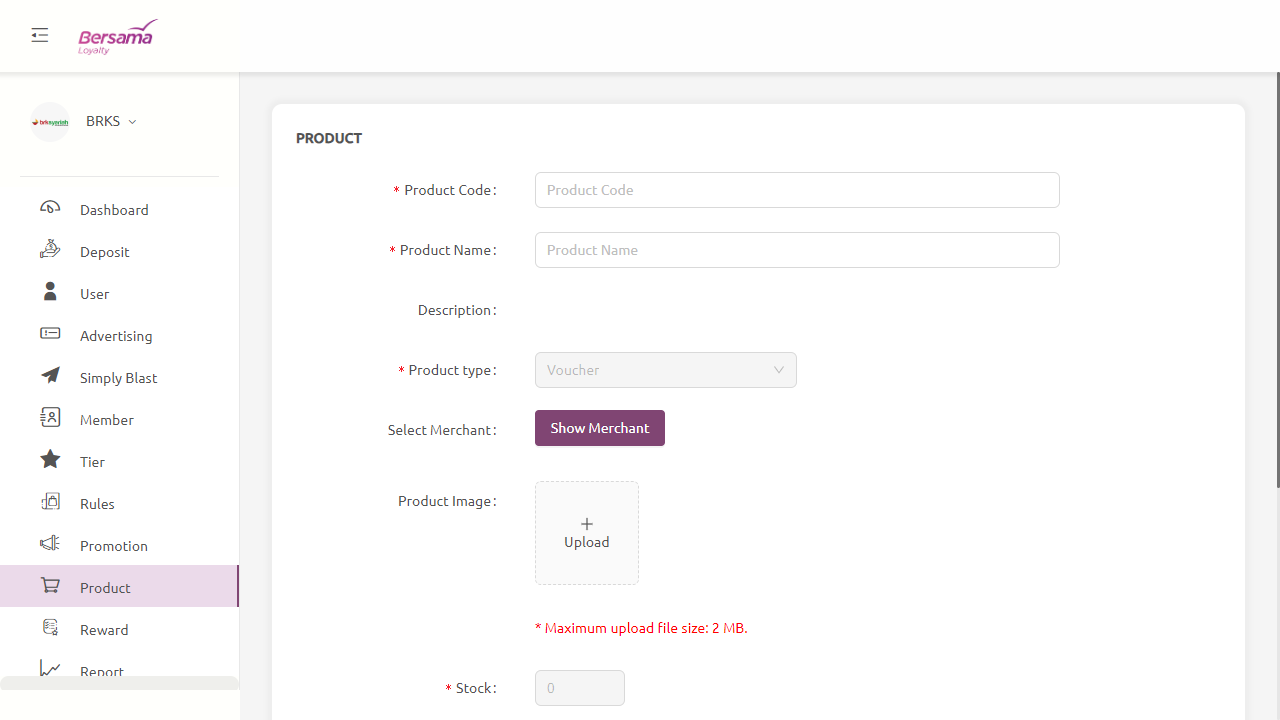 Bersama
Loyalty
brksyariah
BRKS
Dashboard
Deposit
User
Advertising
Simply Blast
Member
Tier
Rules
Promotion
Product
Reward
Report
PRODUCT
* Product Code:
Product Code
* Product Name:
Product Name
Description:
* Product type:
Voucher
Select Merchant:
Show Merchant
Product Image:
Upload
* Maximum upload file size: 2 MB.
* Stock:
0